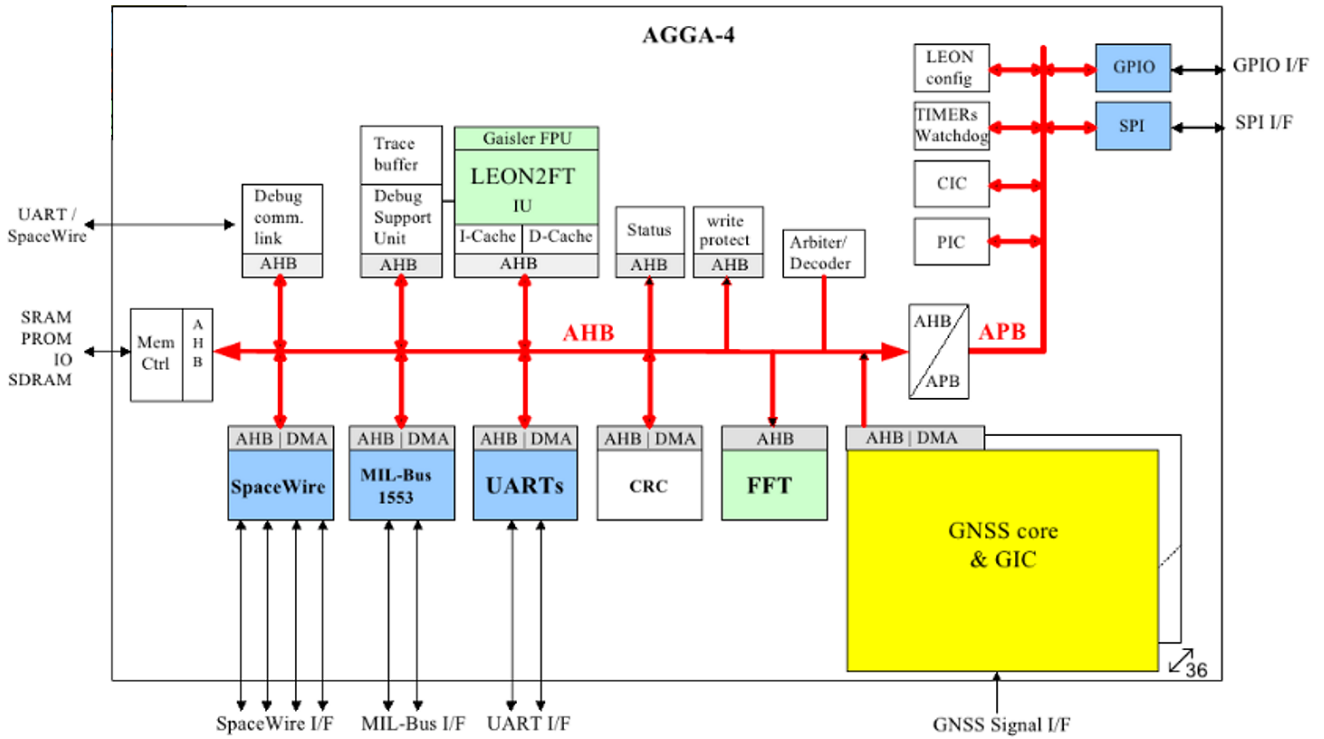 AGGA-4
LEON
config
GPIO
GPIO I/F
TIMERs
Watchdog
SPI
SPI I/F
CIC
PIC
Trace
buffer
Debug
Support
Unit
AHB
Gaisler FPU
LEON2FT
IU
I-Cache
D-Cache
AHB
Debug
comm.
link
AHB
UART /
SpaceWire
Status
AHB
write
protect
AHB
Arbiter/
Decoder
SRAM
PROM
IO
SDRAM
Mem
Ctrl
A
H
B
AHB
AHB
APB
APB
AHB | DMA
SpaceWire
AHB | DMA
MIL-Bus
1553
AHB | DMA
UARTs
AHB | DMA
CRC
AHB
FFT
AHB | DMA
GNSS core
& GIC
36
SpaceWire I/F
MIL-Bus I/F
UART I/F
GNSS Signal I/F